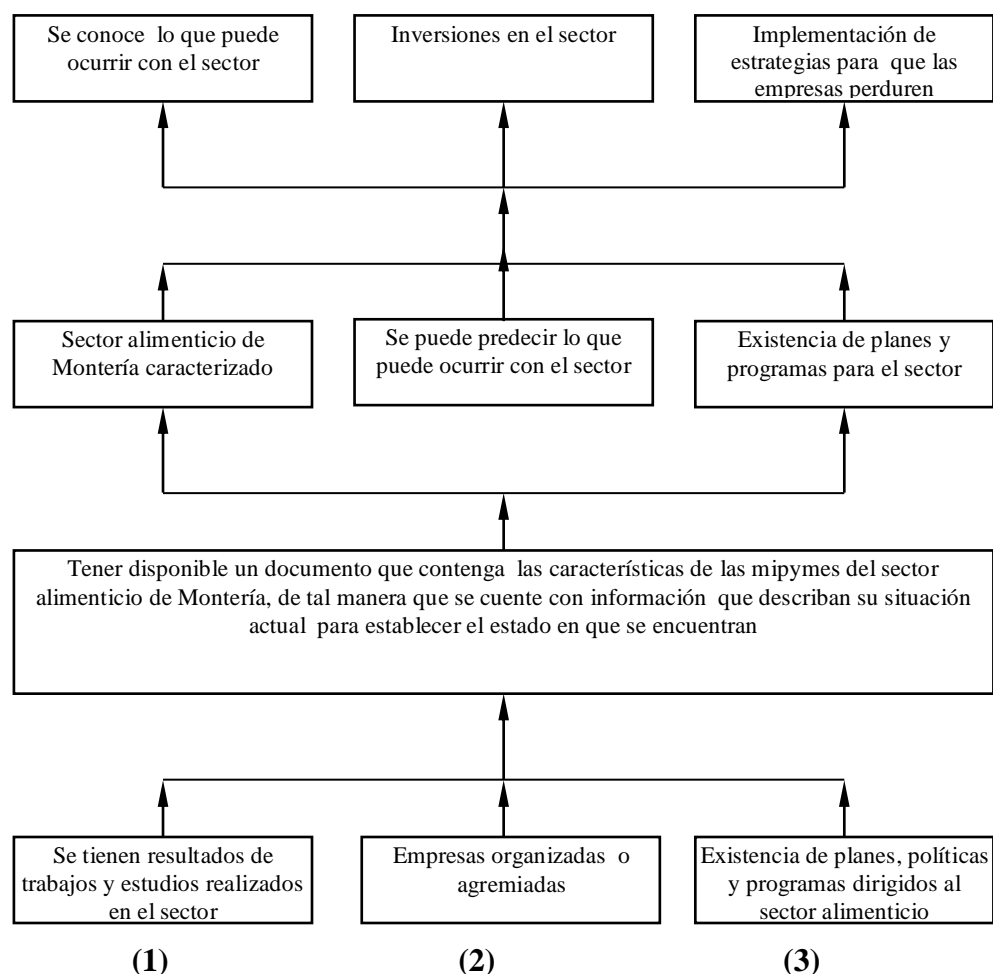 Se conoce lo que puede
ocurrir con el sector
Inversiones en el sector
Implementación de
estrategias para que las
empresas perduren
Sector alimenticio de
Montería caracterizado
Se puede predecir lo que
puede ocurrir con el sector
Existencia de planes y
programas para el sector
Tener disponible un documento que contenga las características de las mipymes del sector
alimenticio de Montería, de tal manera que se cuente con información que describan su situación
actual para establecer el estado en que se encuentran
Se tienen resultados de
trabajos y estudios realizados
en el sector
Empresas organizadas o
agremiadas
Existencia de planes, políticas
y programas dirigidos al
sector alimenticio
(1)
(2)
(3)